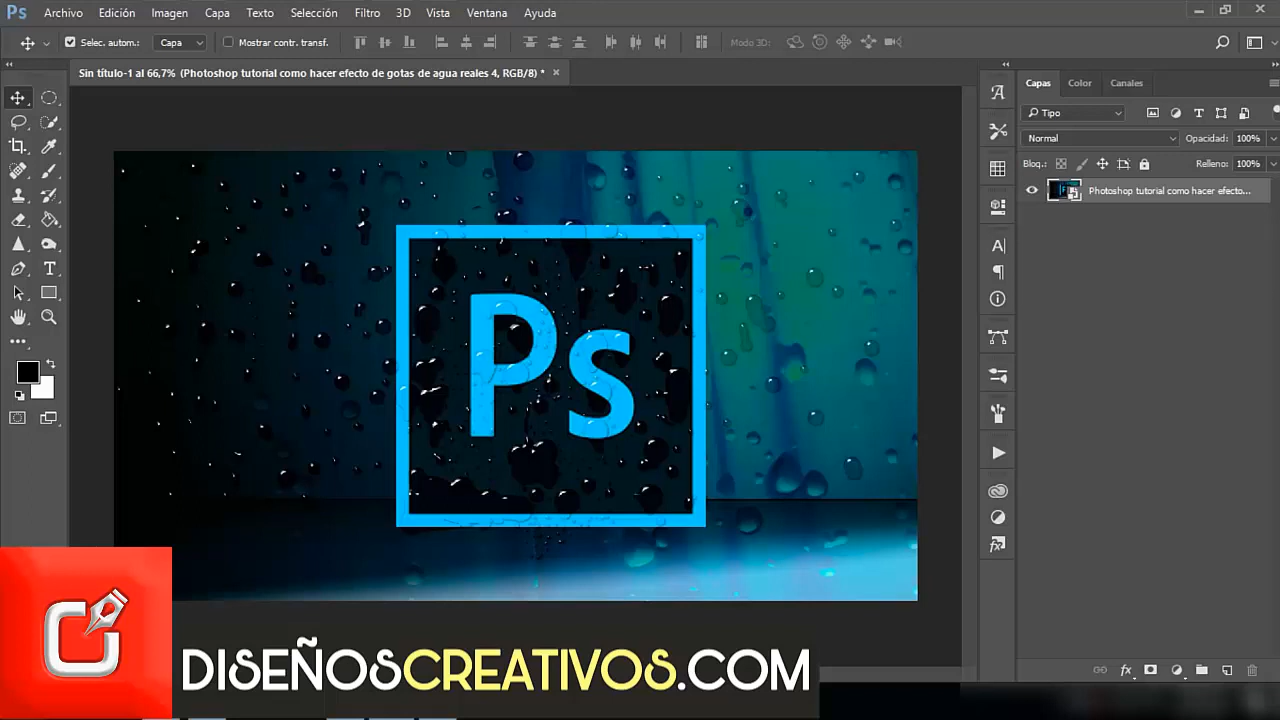 Ps Archivo Edición Imagen Capa Texto Selección Filtro 3D Vista Ventana Ayuda
Selec. autom.: Capa Mostrar contr. transf. Modo 3D:
Sin título-1 al 66,7% (Photoshop tutorial como hacer efecto de gotas de agua reales 4, RGB/8) *
Capas Color Canales
Tipo
Normal Opacidad: 100%
Bloq.: Relleno: 100%
Photoshop tutorial como hacer efecto...
Ps
DISEÑOSCREATIVOS.COM